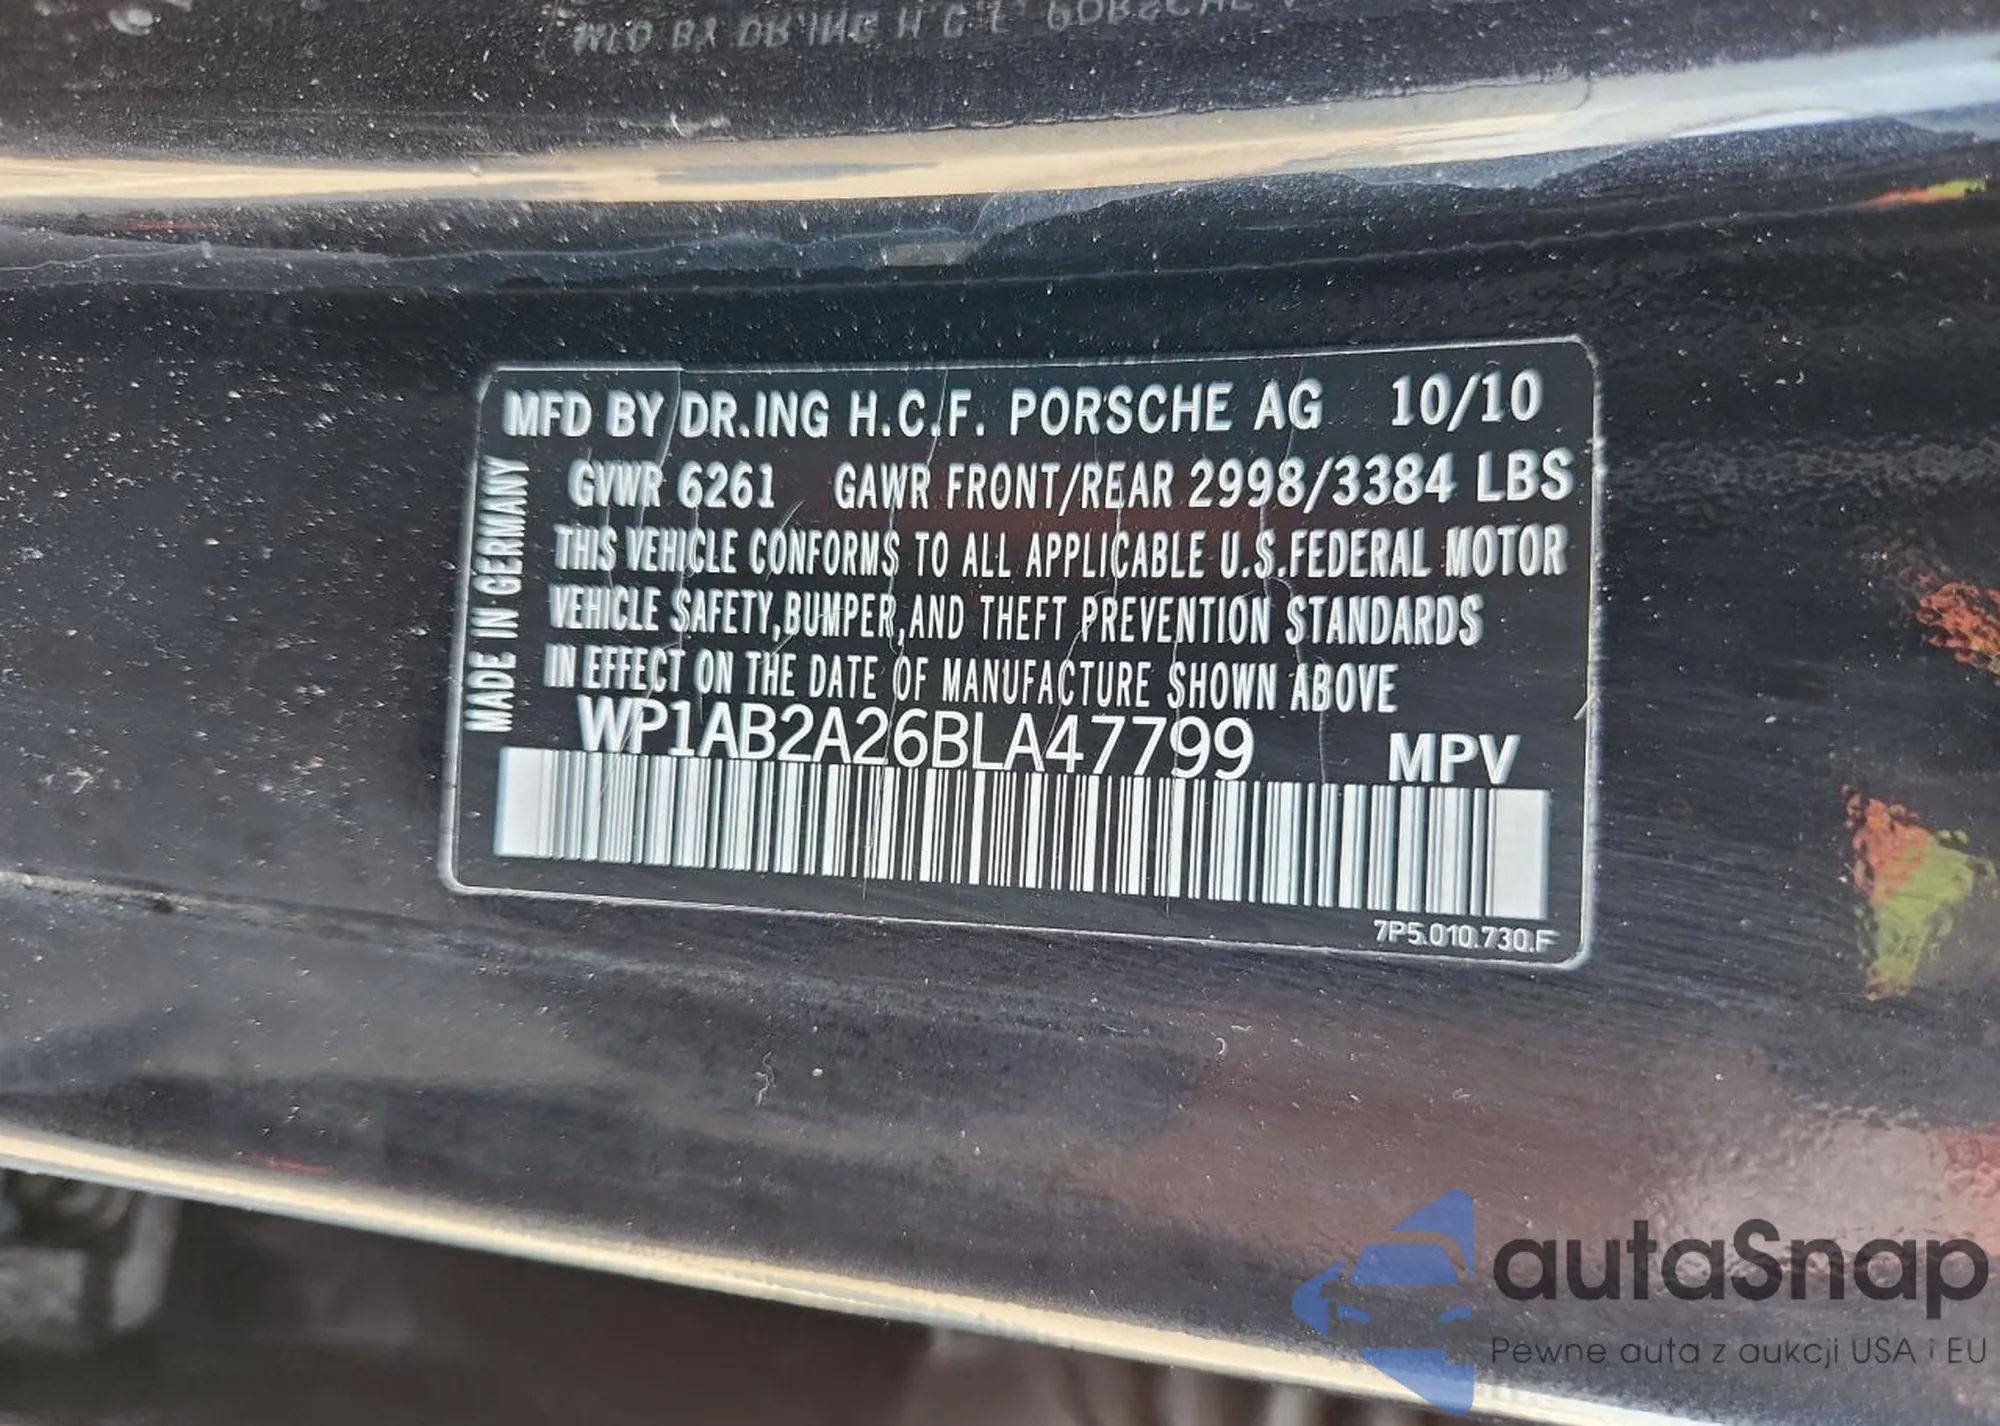 MFD BY DR.ING H.C.F. PORSCHE AG 10/10
GVWR 6261 GAWR FRONT/REAR 2998/3384 LBS
THIS VEHICLE CONFORMS TO ALL APPLICABLE U.S.FEDERAL MOTOR
VEHICLE SAFETY,BUMPER,AND THEFT PREVENTION STANDARDS
IN EFFECT ON THE DATE OF MANUFACTURE SHOWN ABOVE
WP1AB2A26BLA47799 MPV
7P5.010.730.F
MADE IN GERMANY
autaSnap
Pewne auta z aukcji USA i EU